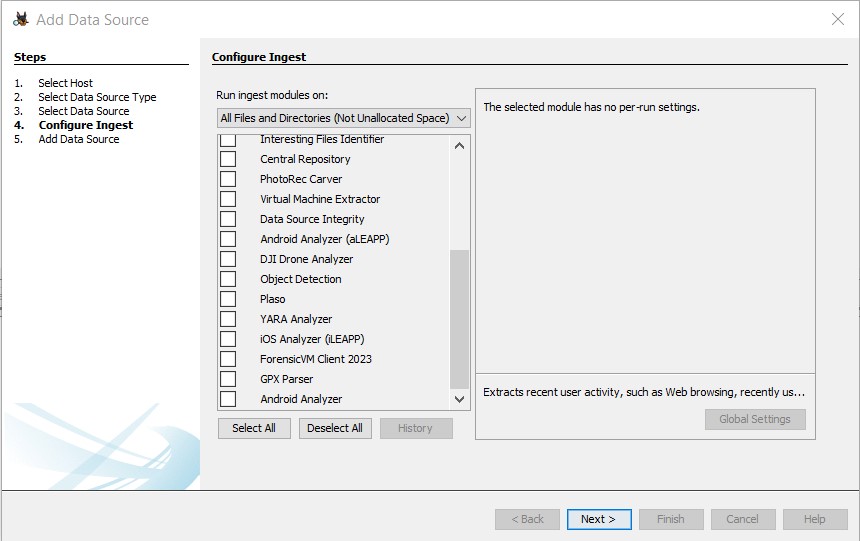 Add Data Source
Steps
1. Select Host
2. Select Data Source Type
3. Select Data Source
4. Configure Ingest
5. Add Data Source
Configure Ingest
Run ingest modules on:
All Files and Directories (Not Unallocated Space)
Interesting Files Identifier
Central Repository
PhotoRec Carver
Virtual Machine Extractor
Data Source Integrity
Android Analyzer (aLEAPP)
DJI Drone Analyzer
Object Detection
Plaso
YARA Analyzer
iOS Analyzer (iLEAPP)
ForensicVM Client 2023
GPX Parser
Android Analyzer
Select All Deselect All History
The selected module has no per-run settings.
Extracts recent user activity, such as Web browsing, recently us...
Global Settings
< Back Next > Finish Cancel Help